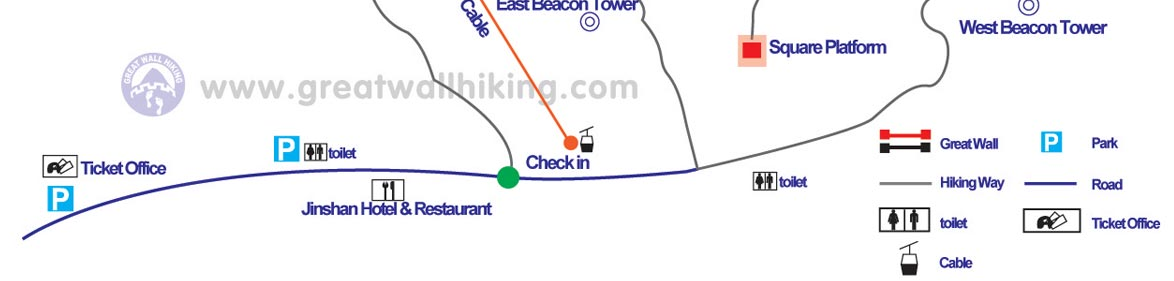 East Beacon Tower
Cable
West Beacon Tower
Square Platform
GREAT WALL HIKING
www.greatwallhiking.com
P
toilet
Check in
Ticket Office
P
Jinshan Hotel & Restaurant
toilet
Great Wall
P
Park
Hiking Way
Road
toilet
Ticket Office
Cable